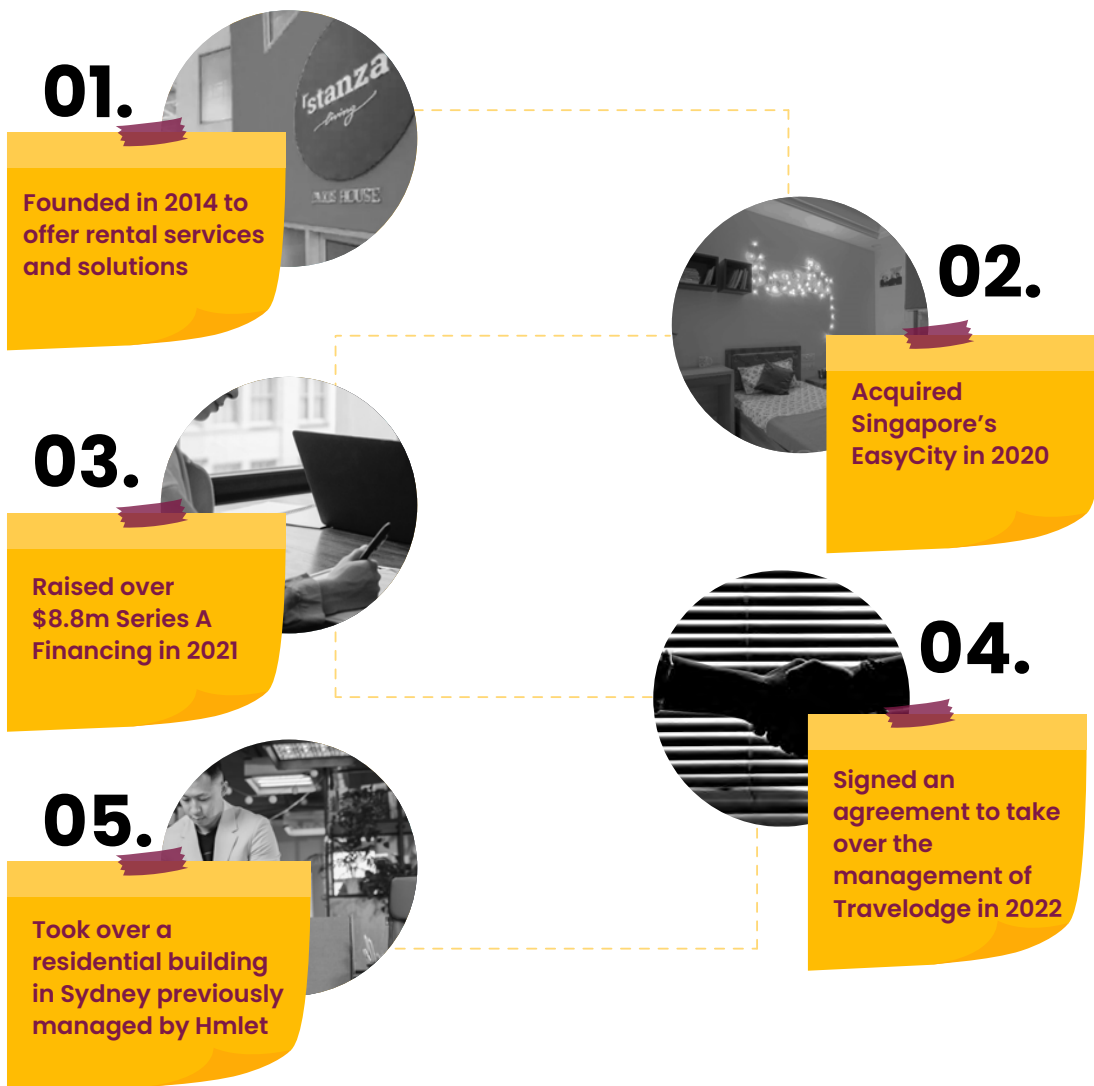 01.
'stanza
living
Founded in 2014 to
offer rental services
and solutions
02.
Acquired
Singapore’s
EasyCity in 2020
03.
Raised over
$8.8m Series A
Financing in 2021
04.
Signed an
agreement to take
over the
management of
Travelodge in 2022
05.
Took over a
residential building
in Sydney previously
managed by Hmlet